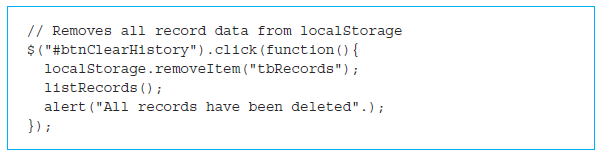 // Removes all record data from localStorage
$("#btnClearHistory").click(function(){
  localStorage.removeItem("tbRecords");
  listRecords();
  alert("All records have been deleted".);
});